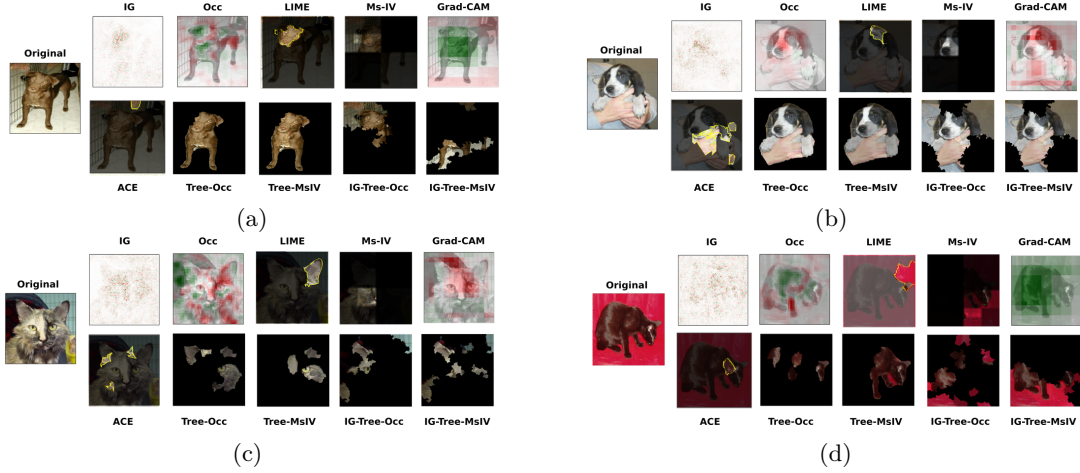 IG Occ LIME Ms-IV Grad-CAM
Original
ACE Tree-Occ Tree-MsIV IG-Tree-Occ IG-Tree-MsIV
(a)
IG Occ LIME Ms-IV Grad-CAM
Original
ACE Tree-Occ Tree-MsIV IG-Tree-Occ IG-Tree-MsIV
(b)
IG Occ LIME Ms-IV Grad-CAM
Original
ACE Tree-Occ Tree-MsIV IG-Tree-Occ IG-Tree-MsIV
(c)
IG Occ LIME Ms-IV Grad-CAM
Original
ACE Tree-Occ Tree-MsIV IG-Tree-Occ IG-Tree-MsIV
(d)